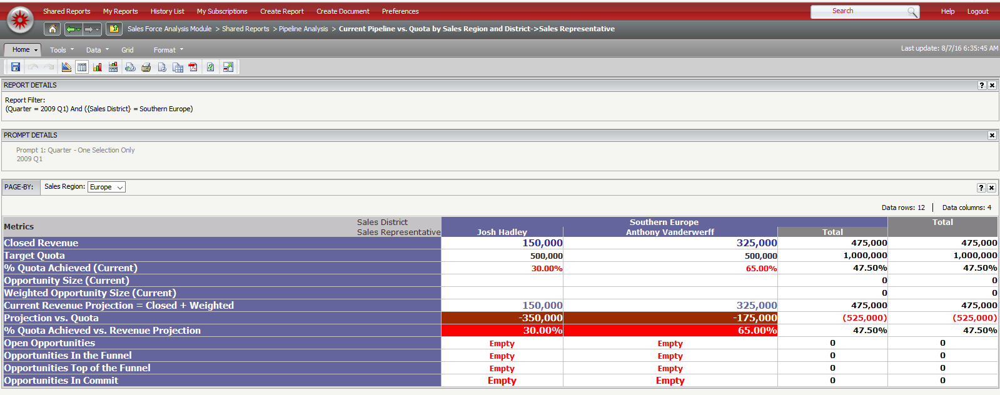 Shared Reports My Reports History List My Subscriptions Create Report Create Document Preferences Search Help Logout
Sales Force Analysis Module > Shared Reports > Pipeline Analysis > Current Pipeline vs. Quota by Sales Region and District->Sales Representative
Home Tools Data Grid Format Last update: 8/7/16 6:35:45 AM
REPORT DETAILS
Report Filter:
(Quarter = 2009 Q1) And ({Sales District} = Southern Europe)
PROMPT DETAILS
Prompt 1: Quarter - One Selection Only
2009 Q1
PAGE-BY: Sales Region: Europe
Data rows: 12 Data columns: 4
Metrics Sales District Southern Europe Total
Sales Representative Josh Hadley Anthony Vanderwerff Total
Closed Revenue 150,000 325,000 475,000 475,000
Target Quota 500,000 500,000 1,000,000 1,000,000
% Quota Achieved (Current) 30.00% 65.00% 47.50% 47.50%
Opportunity Size (Current) 0 0
Weighted Opportunity Size (Current) 0 0
Current Revenue Projection = Closed + Weighted 150,000 325,000 475,000 475,000
Projection vs. Quota -350,000 -175,000 (525,000) (525,000)
% Quota Achieved vs. Revenue Projection 30.00% 65.00% 47.50% 47.50%
Open Opportunities Empty Empty 0 0
Opportunities In the Funnel Empty Empty 0 0
Opportunities Top of the Funnel Empty Empty 0 0
Opportunities In Commit Empty Empty 0 0